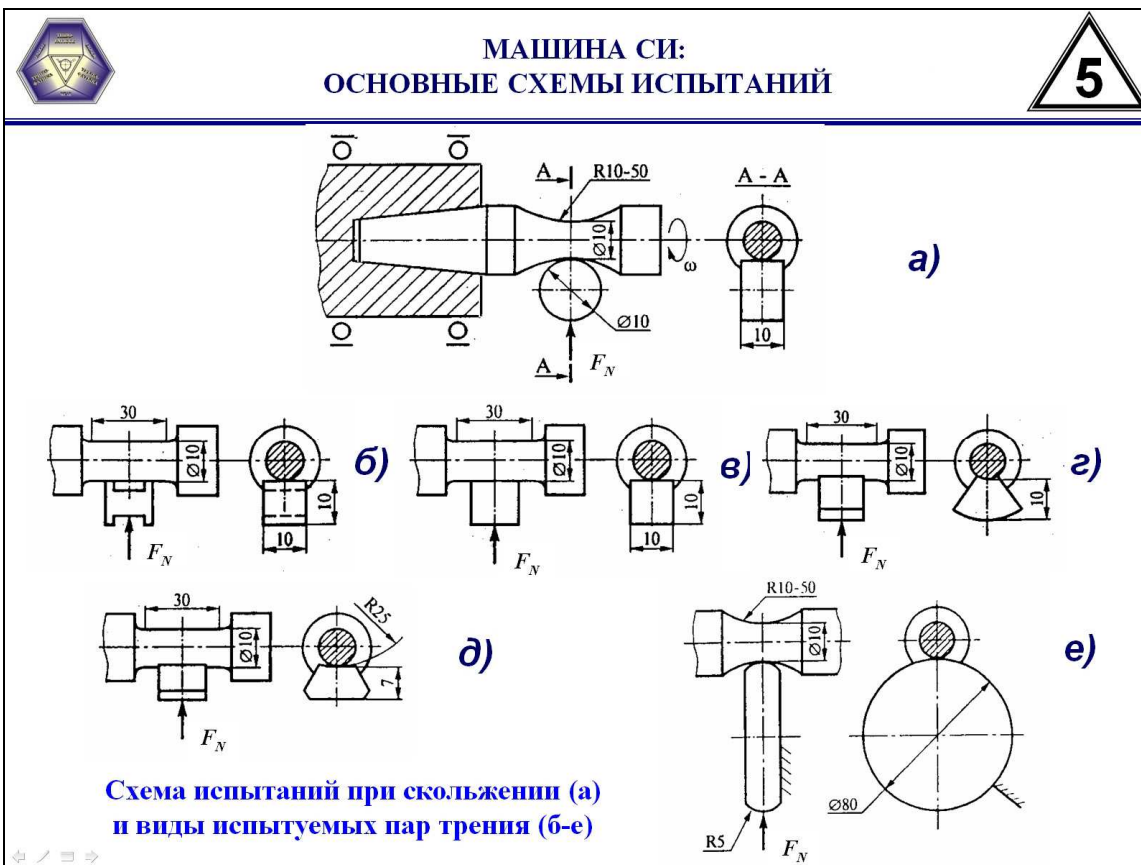 МАШИНА СИ:
ОСНОВНЫЕ СХЕМЫ ИСПЫТАНИЙ
5
A
R10-50
A - A
Ø10
ω
Ø10
10
A
F_N
а)
30
Ø10
10
10
F_N
б)
30
Ø10
10
10
F_N
в)
30
Ø10
10
F_N
г)
30
Ø10
R25
7
F_N
д)
R10-50
Ø10
Ø80
R5
F_N
е)
Схема испытаний при скольжении (а)
и виды испытуемых пар трения (б-е)